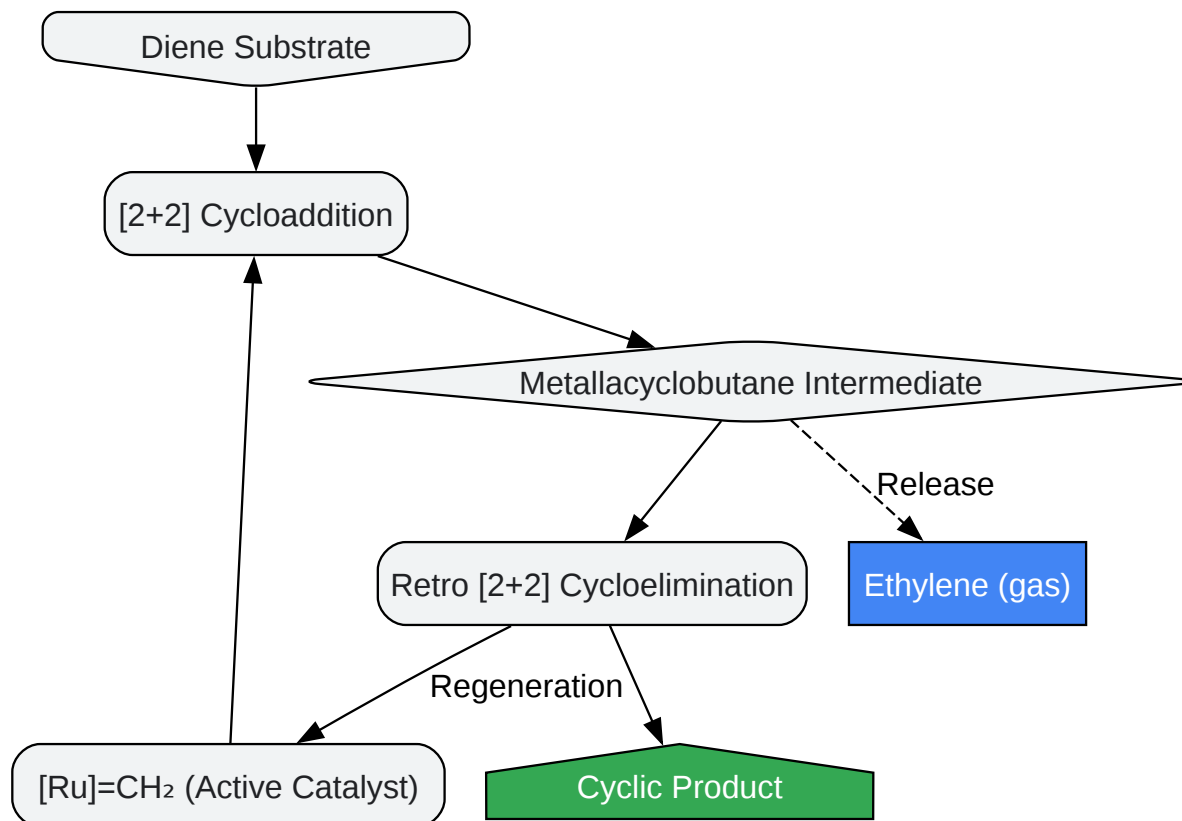 Diene Substrate
[2+2] Cycloaddition
Metallacyclobutane Intermediate
Release
Retro [2+2] Cycloelimination
Ethylene (gas)
Regeneration
[Ru]=CH₂ (Active Catalyst)
Cyclic Product